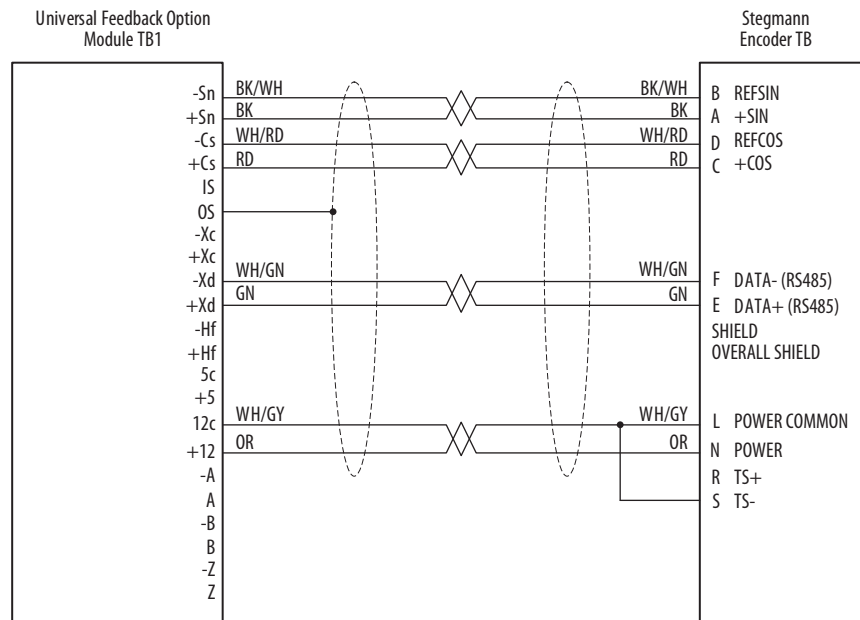 Universal Feedback Option
Module TB1
Stegmann
Encoder TB
-Sn BK/WH BK/WH B REFSIN
+Sn BK BK A +SIN
-Cs WH/RD WH/RD D REFCOS
+Cs RD RD C +COS
IS
OS
-Xc
+Xc
-Xd WH/GN WH/GN F DATA- (RS485)
+Xd GN GN E DATA+ (RS485)
-Hf SHIELD
+Hf OVERALL SHIELD
5c
+5
12c WH/GY WH/GY L POWER COMMON
+12 OR OR N POWER
-A R TS+
A S TS-
-B
B
-Z
Z